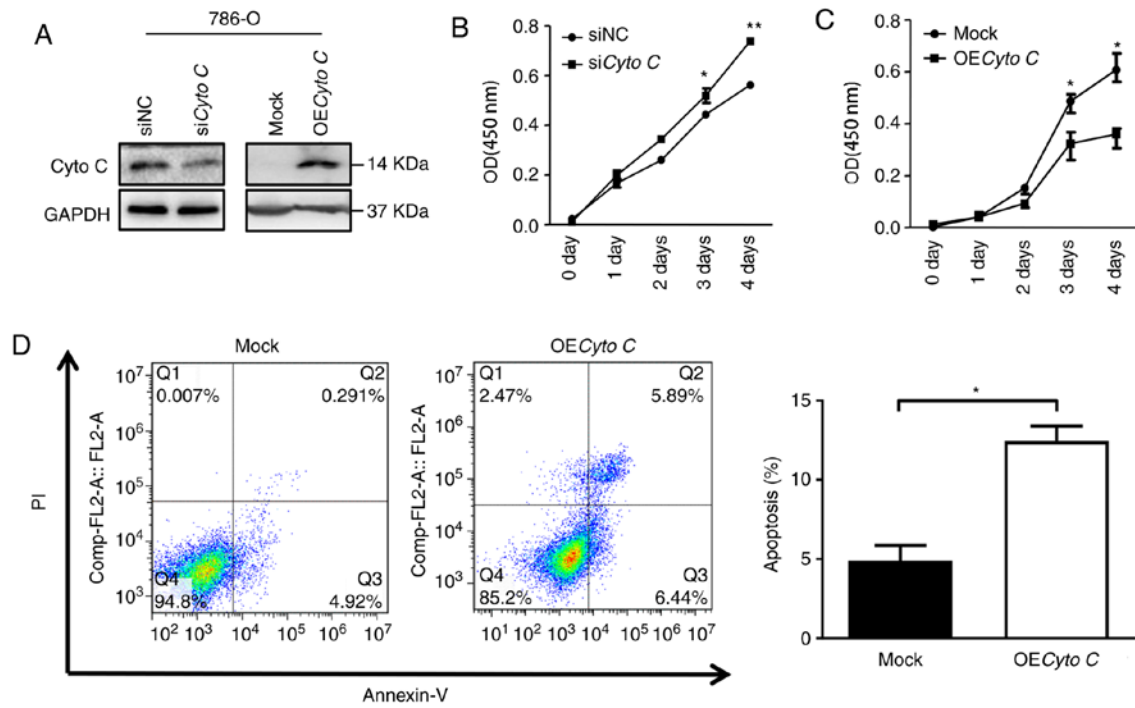 A
786-O
siNC
siCyto C
Mock
OECyto C
Cyto C
14 KDa
GAPDH
37 KDa
B
siNC
siCyto C
OD(450 nm)
0.8
0.6
0.4
0.2
0.0
*
**
0 day
1 day
2 days
3 days
4 days
C
Mock
OECyto C
OD(450 nm)
0.8
0.6
0.4
0.2
0.0
*
*
0 day
1 day
2 days
3 days
4 days
D
PI
Mock
Comp-FL2-A:: FL2-A
10⁷
10⁶
10⁵
10⁴
10³
Q1
0.007%
Q2
0.291%
Q4
94.8%
Q3
4.92%
10² 10³ 10⁴ 10⁵ 10⁶ 10⁷
OECyto C
Comp-FL2-A:: FL2-A
10⁷
10⁶
10⁵
10⁴
10³
Q1
2.47%
Q2
5.89%
Q4
85.2%
Q3
6.44%
10¹ 10² 10³ 10⁴ 10⁵ 10⁶ 10⁷
Annexin-V
Apoptosis (%)
15
10
5
0
*
Mock
OECyto C